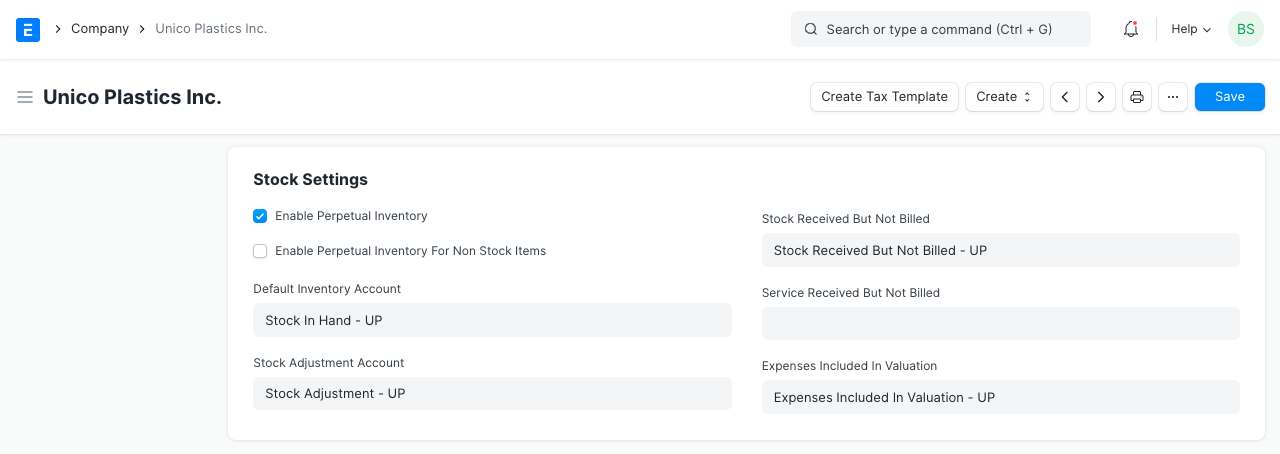 Company Unico Plastics Inc.
Search or type a command (Ctrl + G)
Help
BS
Unico Plastics Inc.
Create Tax Template
Create
...
Save
Stock Settings
Enable Perpetual Inventory
Enable Perpetual Inventory For Non Stock Items
Default Inventory Account
Stock In Hand - UP
Stock Adjustment Account
Stock Adjustment - UP
Stock Received But Not Billed
Stock Received But Not Billed - UP
Service Received But Not Billed
Expenses Included In Valuation
Expenses Included In Valuation - UP